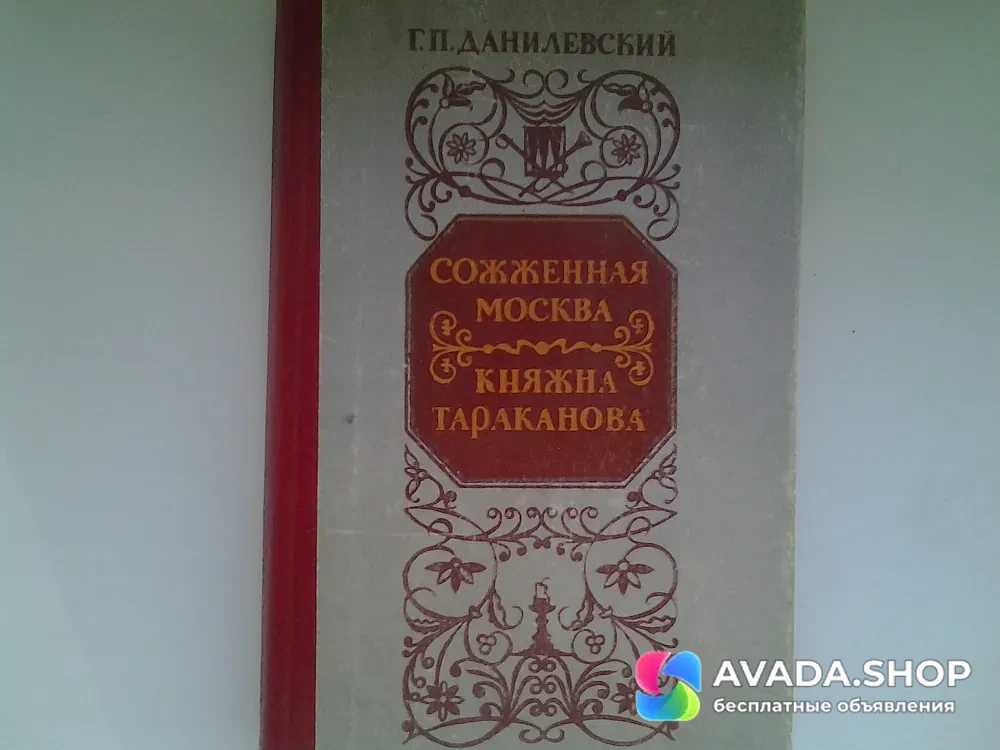 Г.П.ДАНИЛЕВСКИЙ
СОЖЖЕННАЯ
МОСКВА
КНЯЖНА
ТАРАКАНОВА
AVADA.SHOP
бесплатные объявления